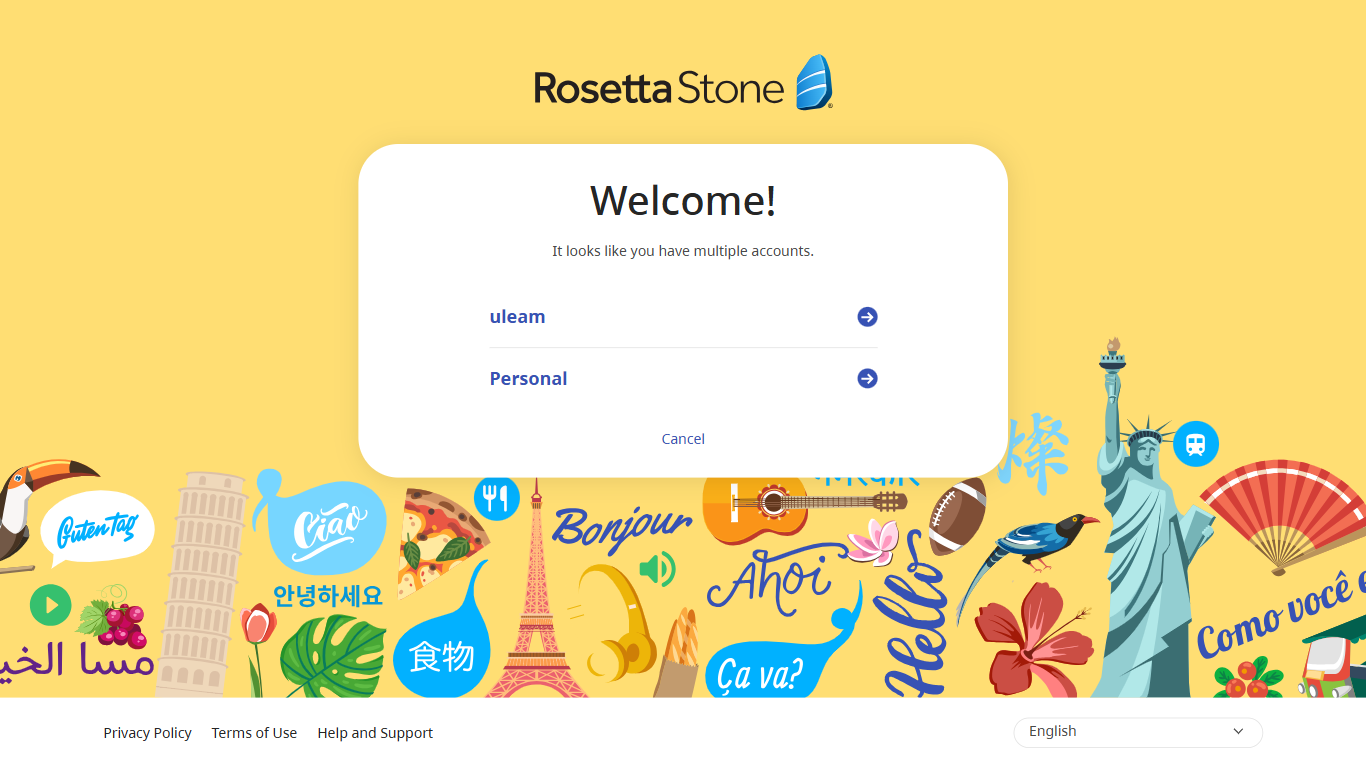 Rosetta Stone
Welcome!
It looks like you have multiple accounts.
uleam
Personal
Cancel
Guten Tag
Ciao
Bonjour
燦
안녕하세요
Ahoi
Hello
食物
Ça va?
Como você e
مسا الخي
Privacy Policy
Terms of Use
Help and Support
English